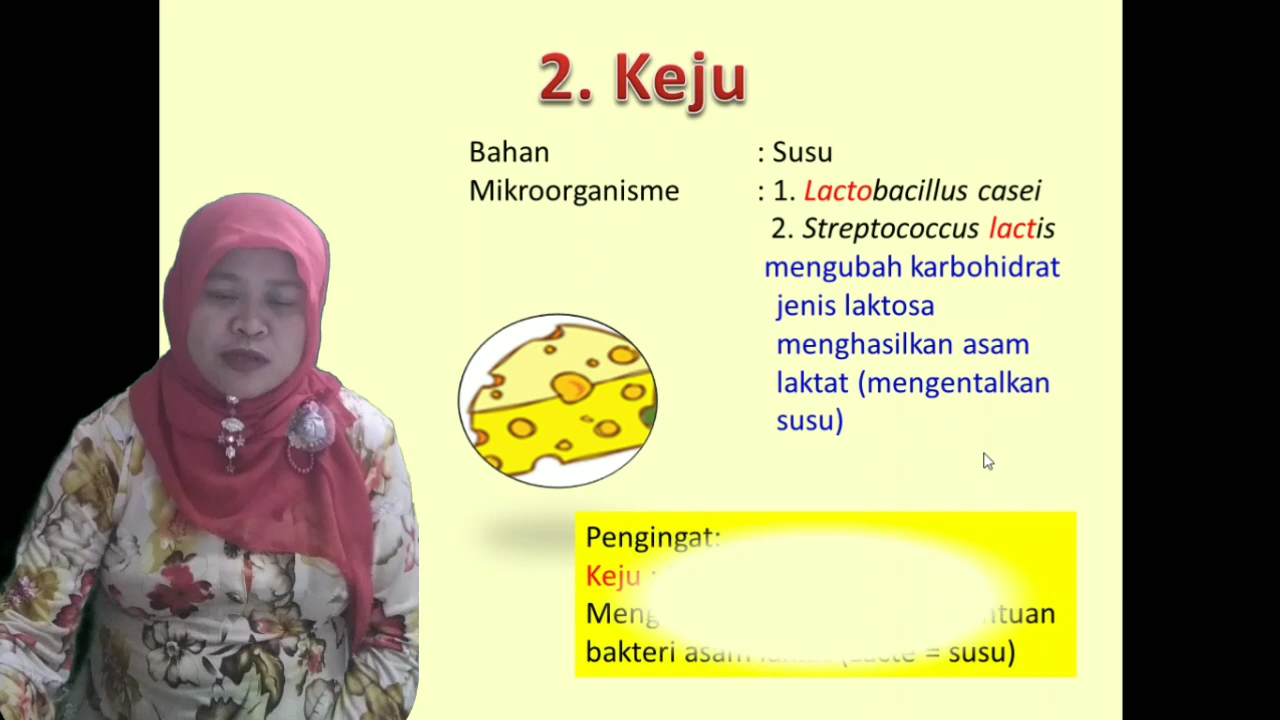 2. Keju
Bahan : Susu
Mikroorganisme : 1. Lactobacillus casei
2. Streptococcus lactis
mengubah karbohidrat
jenis laktosa
menghasilkan asam
laktat (mengentalkan
susu)
Pengingat:
Keju :
bakteri asam = susu)